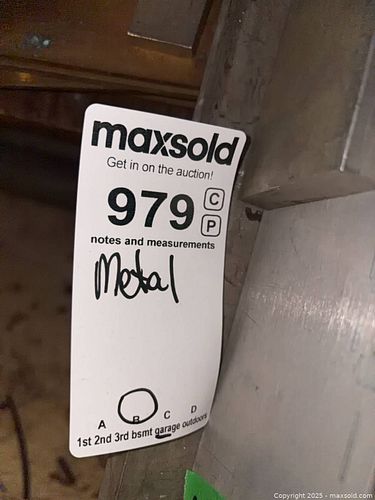 maxsold
Get in on the auction!
979 C
P
notes and measurements
Metal
A B C D
1st 2nd 3rd bsmt garage outdoors
Copyright 2025 - maxsold.com